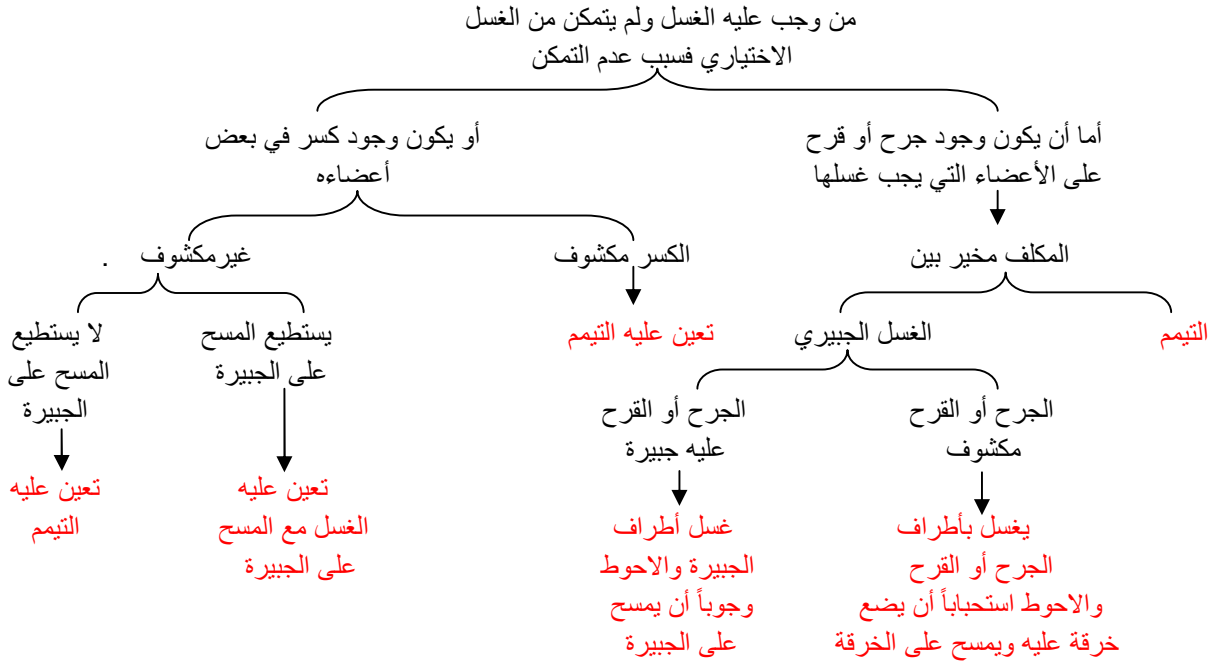 من وجب عليه الغسل ولم يتمكن من الغسل
الاختياري فسبب عدم التمكن
أما أن يكون وجود جرح أو قرح
على الأعضاء التي يجب غسلها
أو يكون وجود كسر في بعض
أعضاءه
المكلف مخير بين
الكسر مكشوف
غيرمكشوف .
التيمم
الغسل الجبيري
تعين عليه التيمم
يستطيع المسح
على الجبيرة
لا يستطيع
المسح على
الجبيرة
الجرح أو القرح
مكشوف
الجرح أو القرح
عليه جبيرة
تعين عليه
الغسل مع المسح
على الجبيرة
تعين عليه
التيمم
يغسل بأطراف
الجرح أو القرح
والاحوط استحباباً أن يضع
خرقة عليه ويمسح على الخرقة
غسل أطراف
الجبيرة والاحوط
وجوباً أن يمسح
على الجبيرة